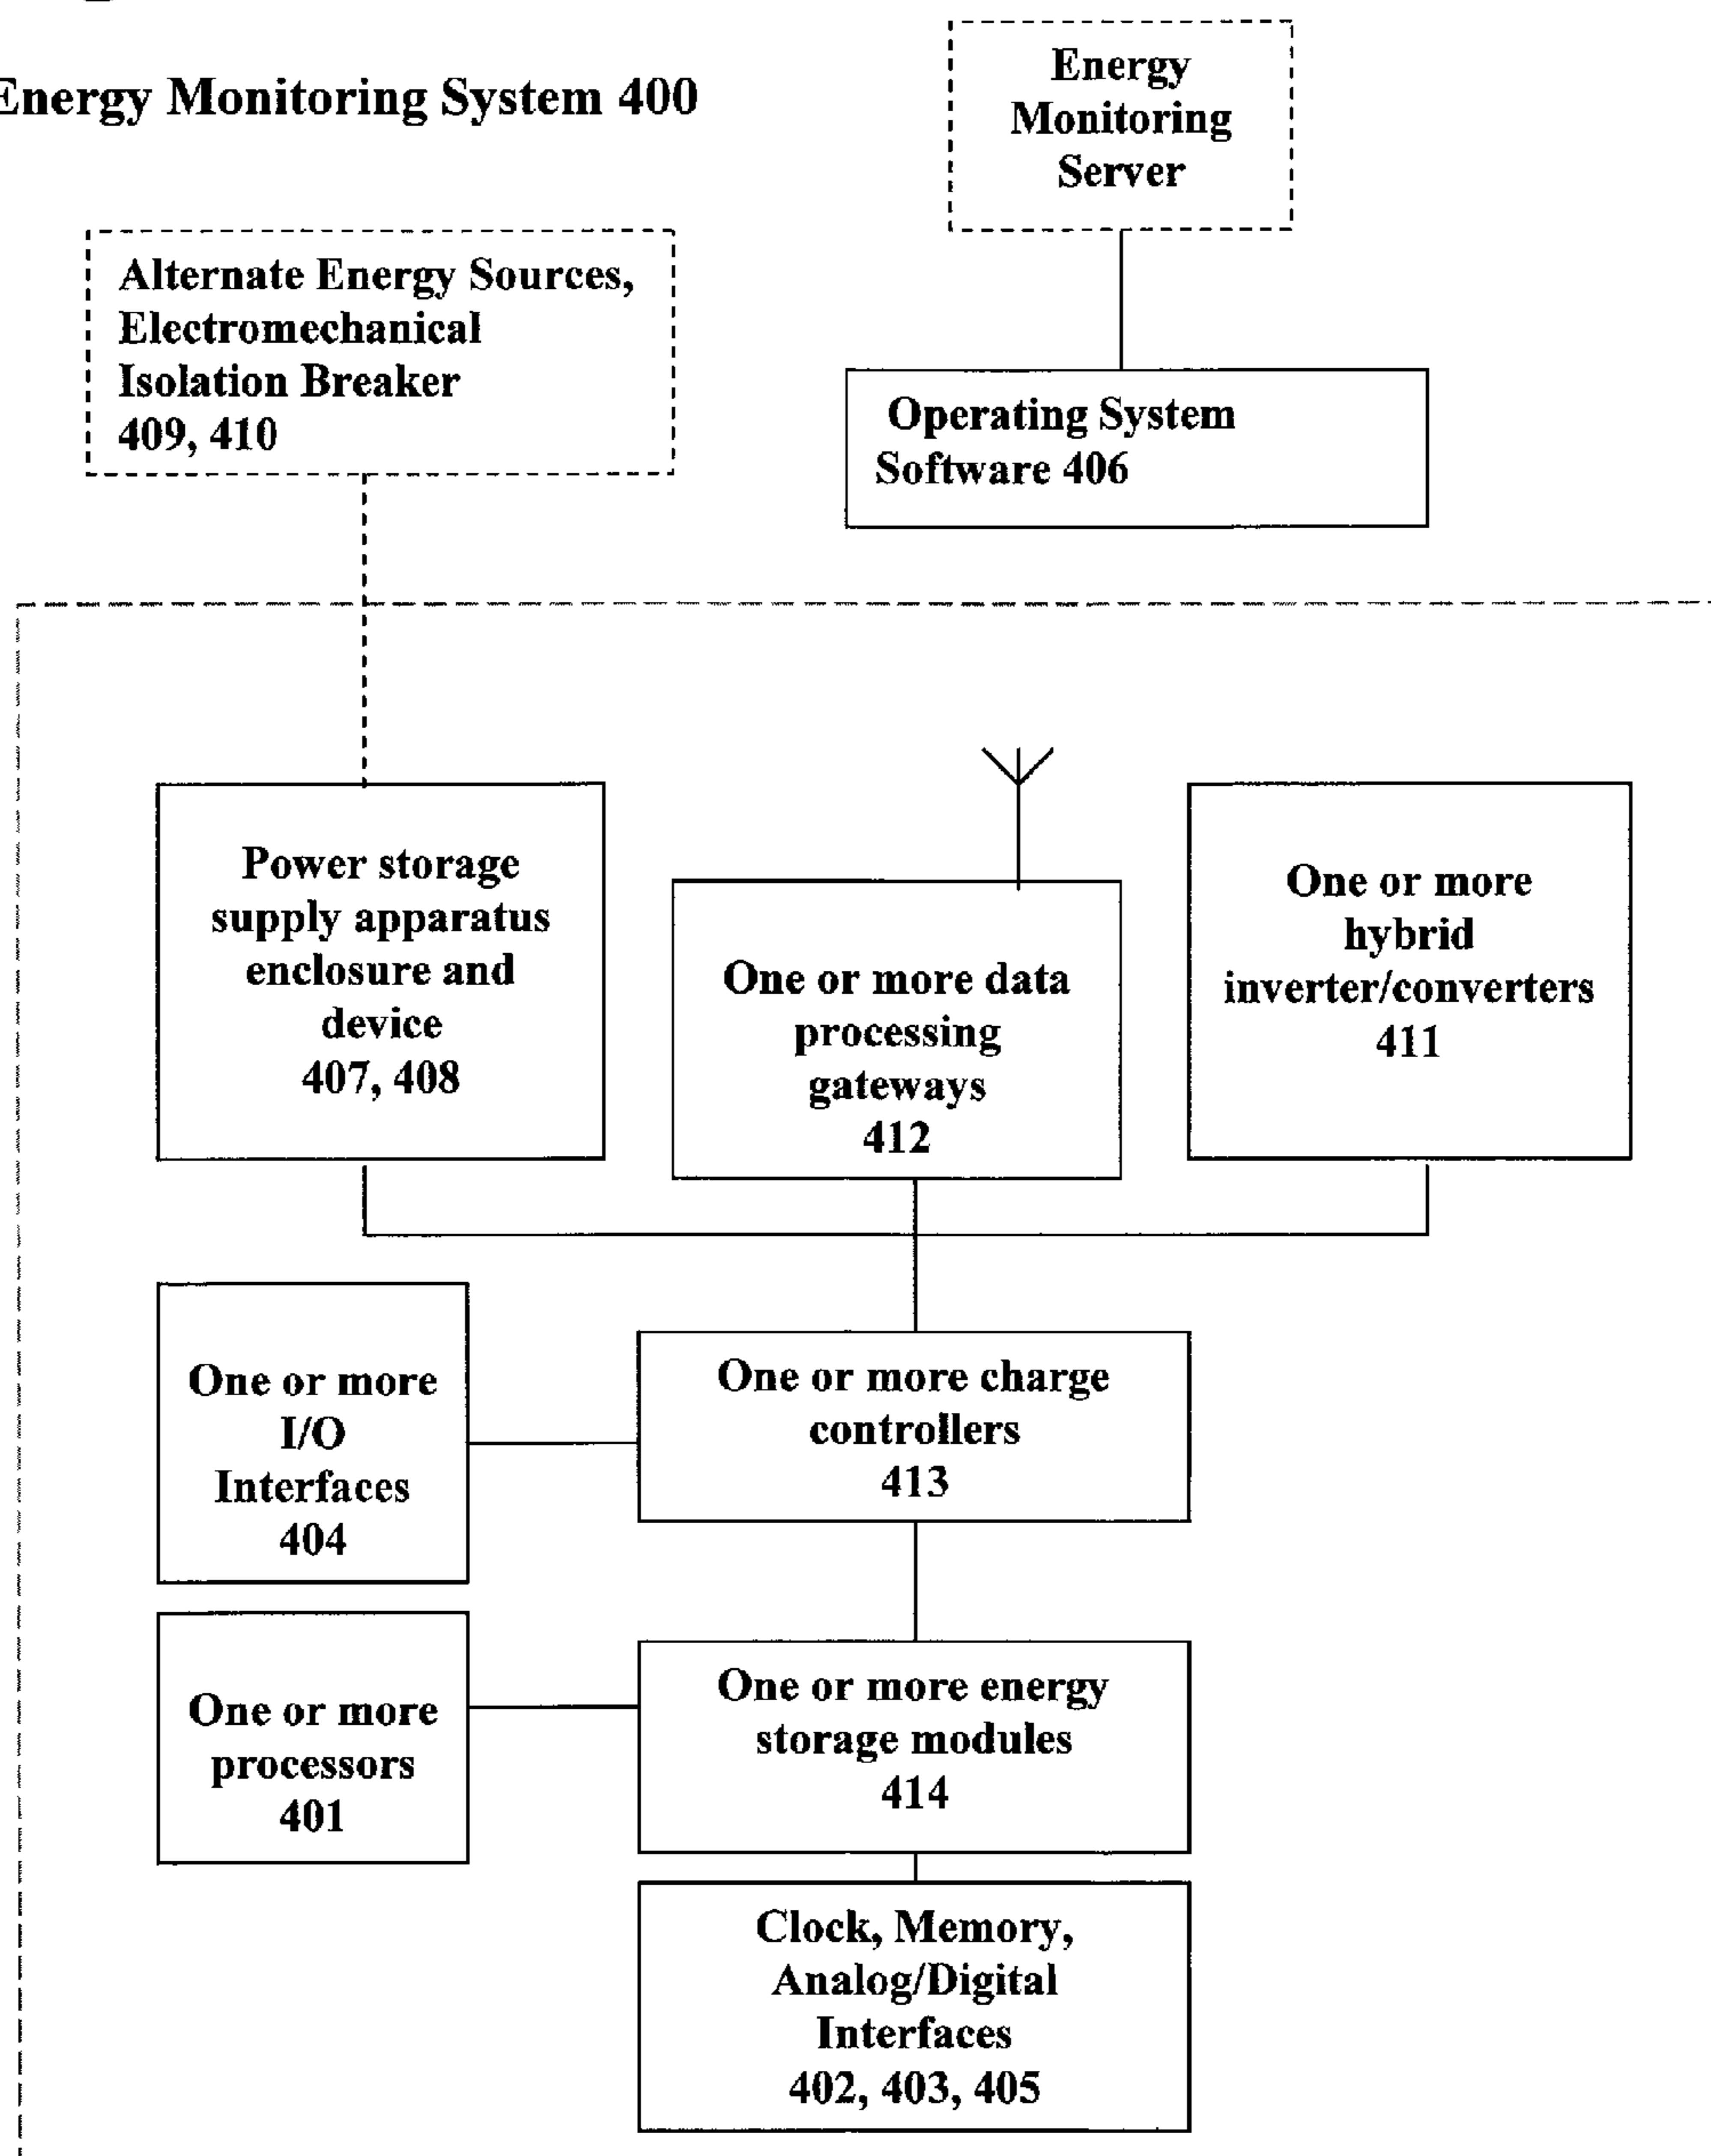 Energy Monitoring System 400
Energy
Monitoring
Server
Alternate Energy Sources,
Electromechanical
Isolation Breaker
409, 410
Operating System
Software 406
Power storage
supply apparatus
enclosure and
device
407, 408
One or more data
processing
gateways
412
One or more
hybrid
inverter/converters
411
One or more
I/O
Interfaces
404
One or more charge
controllers
413
One or more
processors
401
One or more energy
storage modules
414
Clock, Memory,
Analog/Digital
Interfaces
402, 403, 405